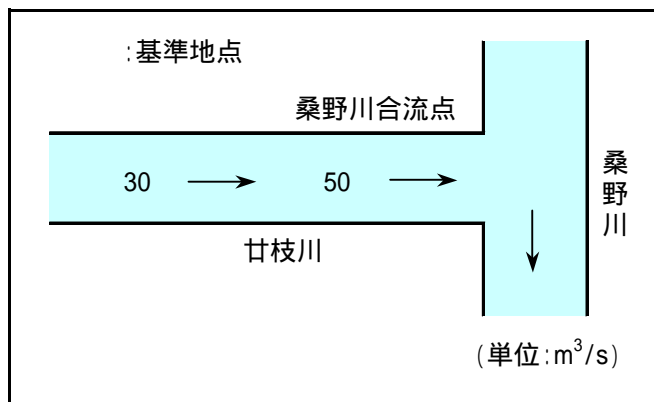 :基準地点
桑野川合流点
30 → 50 →
桑野川
廿枝川
(単位:m³/s)